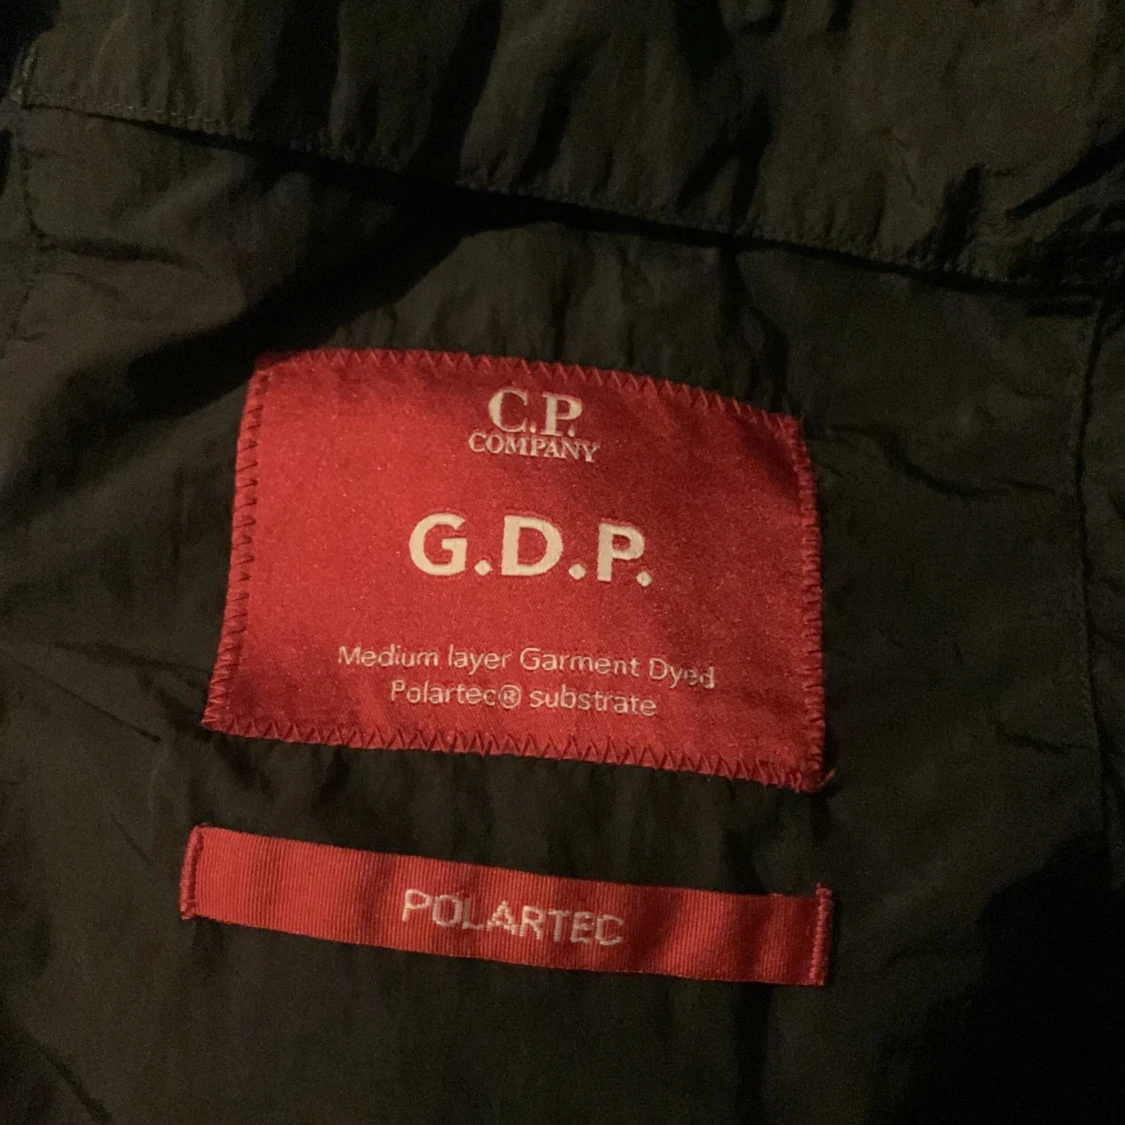 C.P.
COMPANY
G.D.P.
Medium layer Garment Dyed
Polartec® substrate
POLARTEC